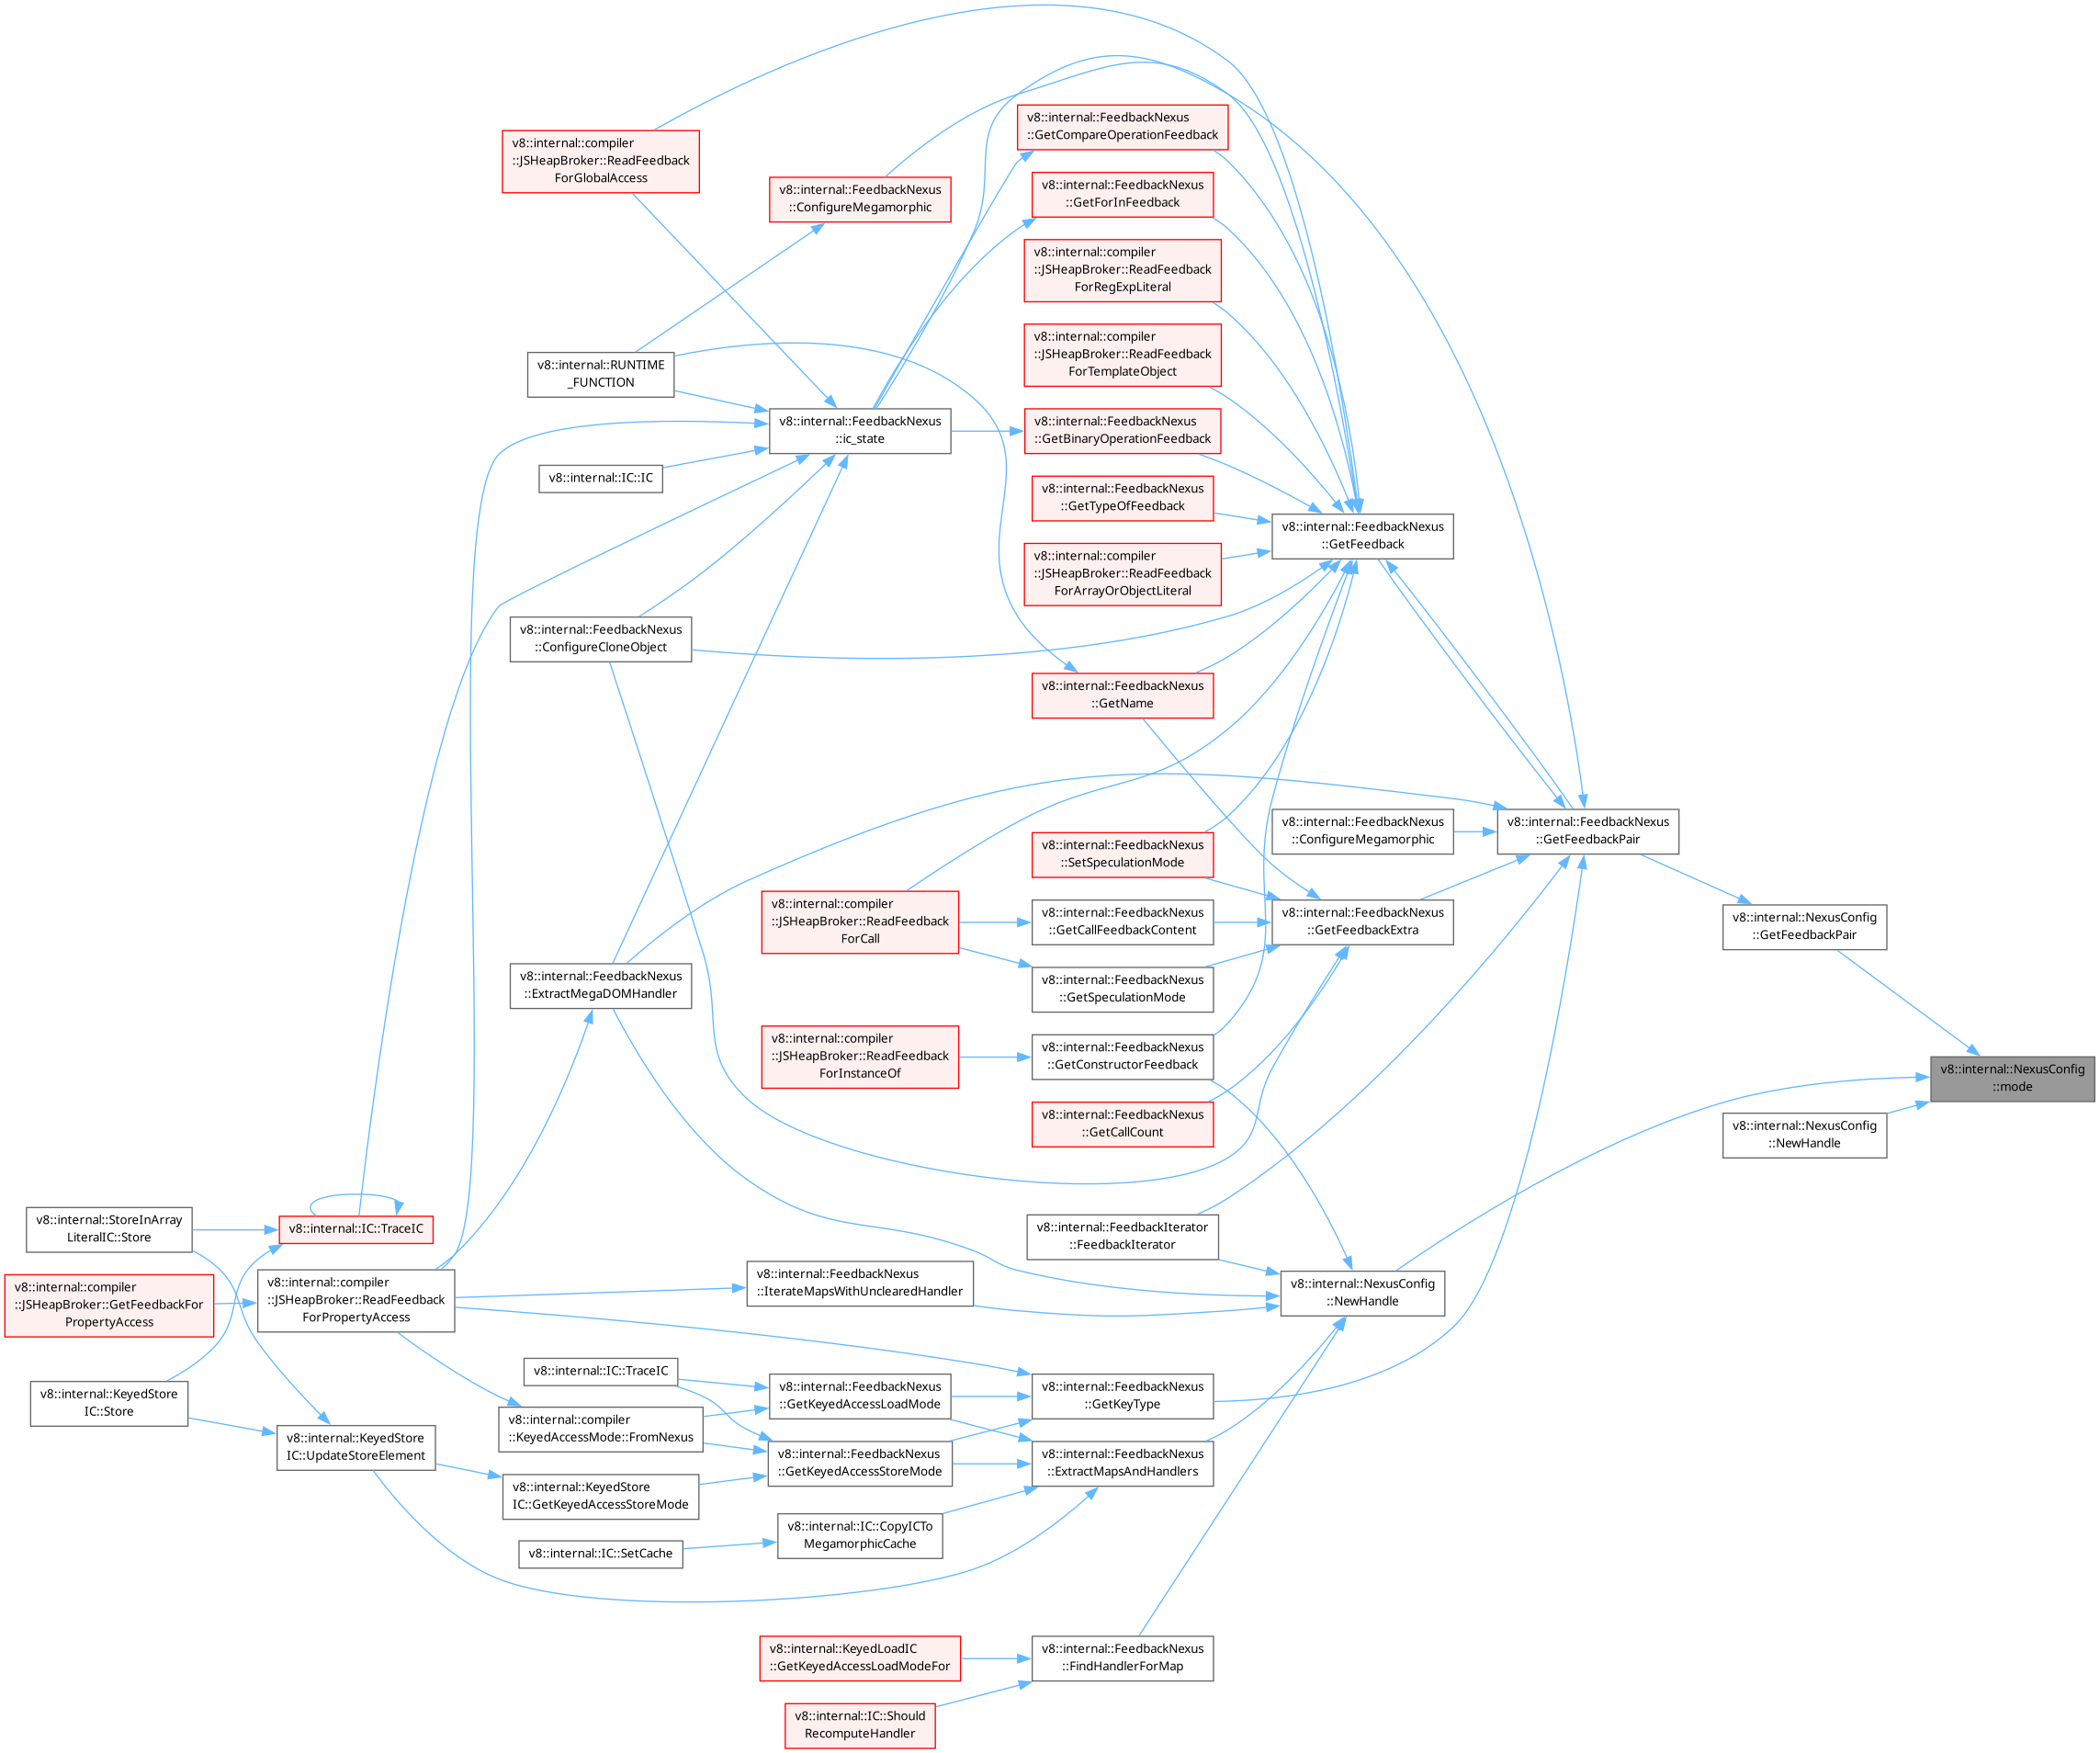 v8::internal::compiler
::JSHeapBroker::ReadFeedback
ForGlobalAccess
v8::internal::FeedbackNexus
::ConfigureMegamorphic
v8::internal::FeedbackNexus
::GetCompareOperationFeedback
v8::internal::FeedbackNexus
::GetForInFeedback
v8::internal::compiler
::JSHeapBroker::ReadFeedback
ForRegExpLiteral
v8::internal::compiler
::JSHeapBroker::ReadFeedback
ForTemplateObject
v8::internal::RUNTIME
_FUNCTION
v8::internal::FeedbackNexus
::ic_state
v8::internal::FeedbackNexus
::GetBinaryOperationFeedback
v8::internal::IC::IC
v8::internal::FeedbackNexus
::GetTypeOfFeedback
v8::internal::FeedbackNexus
::GetFeedback
v8::internal::compiler
::JSHeapBroker::ReadFeedback
ForArrayOrObjectLiteral
v8::internal::FeedbackNexus
::ConfigureCloneObject
v8::internal::FeedbackNexus
::GetName
v8::internal::FeedbackNexus
::ConfigureMegamorphic
v8::internal::FeedbackNexus
::GetFeedbackPair
v8::internal::FeedbackNexus
::SetSpeculationMode
v8::internal::compiler
::JSHeapBroker::ReadFeedback
ForCall
v8::internal::FeedbackNexus
::GetCallFeedbackContent
v8::internal::FeedbackNexus
::GetFeedbackExtra
v8::internal::NexusConfig
::GetFeedbackPair
v8::internal::FeedbackNexus
::ExtractMegaDOMHandler
v8::internal::FeedbackNexus
::GetSpeculationMode
v8::internal::compiler
::JSHeapBroker::ReadFeedback
ForInstanceOf
v8::internal::FeedbackNexus
::GetConstructorFeedback
v8::internal::NexusConfig
::mode
v8::internal::FeedbackNexus
::GetCallCount
v8::internal::NexusConfig
::NewHandle
v8::internal::StoreInArray
LiteralIC::Store
v8::internal::IC::TraceIC
v8::internal::FeedbackIterator
::FeedbackIterator
v8::internal::compiler
::JSHeapBroker::GetFeedbackFor
PropertyAccess
v8::internal::compiler
::JSHeapBroker::ReadFeedback
ForPropertyAccess
v8::internal::FeedbackNexus
::IterateMapsWithUnclearedHandler
v8::internal::NexusConfig
::NewHandle
v8::internal::KeyedStore
IC::Store
v8::internal::IC::TraceIC
v8::internal::FeedbackNexus
::GetKeyedAccessLoadMode
v8::internal::FeedbackNexus
::GetKeyType
v8::internal::compiler
::KeyedAccessMode::FromNexus
v8::internal::KeyedStore
IC::UpdateStoreElement
v8::internal::FeedbackNexus
::GetKeyedAccessStoreMode
v8::internal::FeedbackNexus
::ExtractMapsAndHandlers
v8::internal::KeyedStore
IC::GetKeyedAccessStoreMode
v8::internal::IC::CopyICTo
MegamorphicCache
v8::internal::IC::SetCache
v8::internal::KeyedLoadIC
::GetKeyedAccessLoadModeFor
v8::internal::FeedbackNexus
::FindHandlerForMap
v8::internal::IC::Should
RecomputeHandler